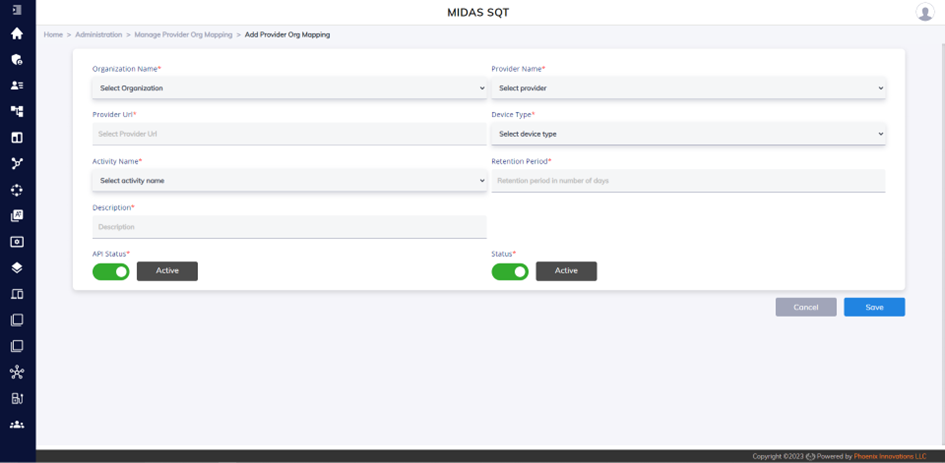 MIDAS SQT
Home > Administration > Manage Provider Org Mapping > Add Provider Org Mapping
Organization Name* Provider Name*
Select Organization Select provider
Provider Url* Device Type*
Select Provider Url Select device type
Activity Name* Retention Period*
Select activity name Retention period in number of days
Description*
Description
API Status* Status*
Active Active
Cancel Save
Copyright ©2023 Powered by Phoenix Innovations LLC